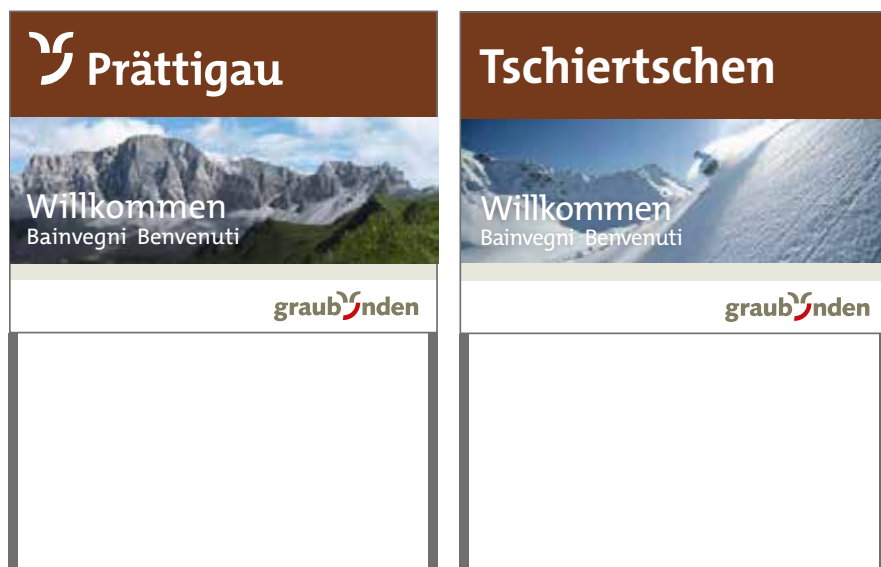 Prättigau
Willkommen
Bainvegni Benvenuti
graubünden
Tschiertschen
Willkommen
Bainvegni Benvenuti
graubünden